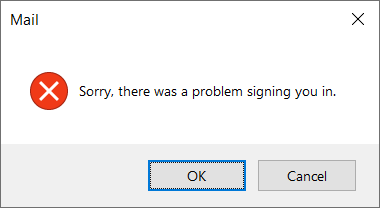 Mail
Sorry, there was a problem signing you in.
OK
Cancel